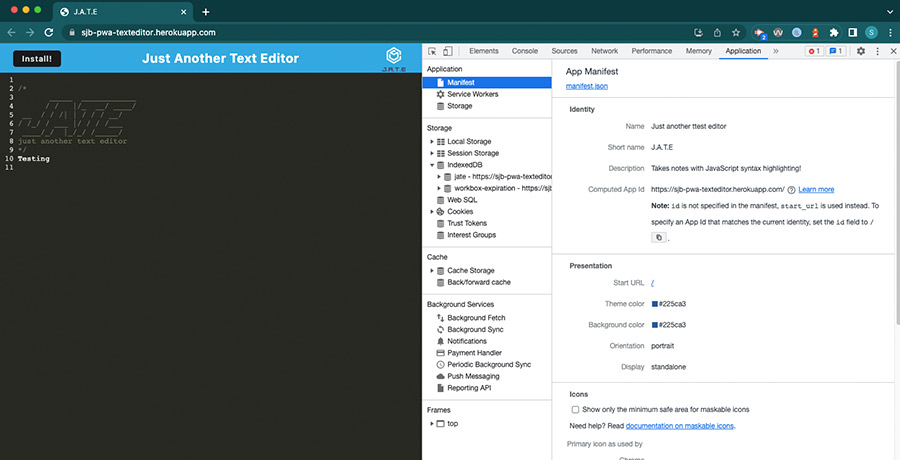 J.A.T.E
sjb-pwa-texteditor.herokuapp.com
2
S
Install!
Just Another Text Editor
J.A.T.E
1
2 /*
3
4
5
6
7
8 just another text editor
9 */
10 Testing
11
Elements Console Sources Network Performance Memory Application » 1 1
Application
Manifest
Service Workers
Storage
Storage
Local Storage
Session Storage
IndexedDB
jate - https://sjb-pwa-texteditor
workbox-expiration - https://sjb
Web SQL
Cookies
Trust Tokens
Interest Groups
Cache
Cache Storage
Back/forward cache
Background Services
Background Fetch
Background Sync
Notifications
Payment Handler
Periodic Background Sync
Push Messaging
Reporting API
Frames
top
App Manifest
manifest.json
Identity
Name Just another ttest editor
Short name J.A.T.E
Description Takes notes with JavaScript syntax highlighting!
Computed App Id https://sjb-pwa-texteditor.herokuapp.com/ ? Learn more
Note: id is not specified in the manifest, start_url is used instead. To
specify an App Id that matches the current identity, set the id field to /
.
Presentation
Start URL /
Theme color #225ca3
Background color #225ca3
Orientation portrait
Display standalone
Icons
Show only the minimum safe area for maskable icons
Need help? Read documentation on maskable icons.
Primary icon as used by
Chrome